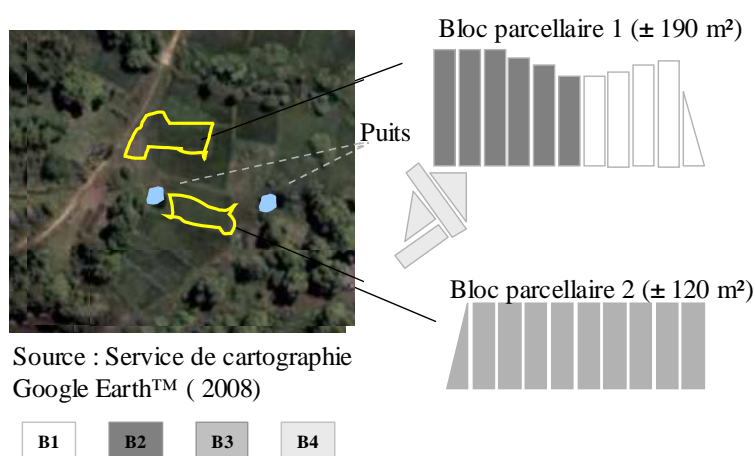 Bloc parcellaire 1 (± 190 m²)
Puits
Bloc parcellaire 2 (± 120 m²)
Source : Service de cartographie
Google Earth™ ( 2008)
B1 B2 B3 B4